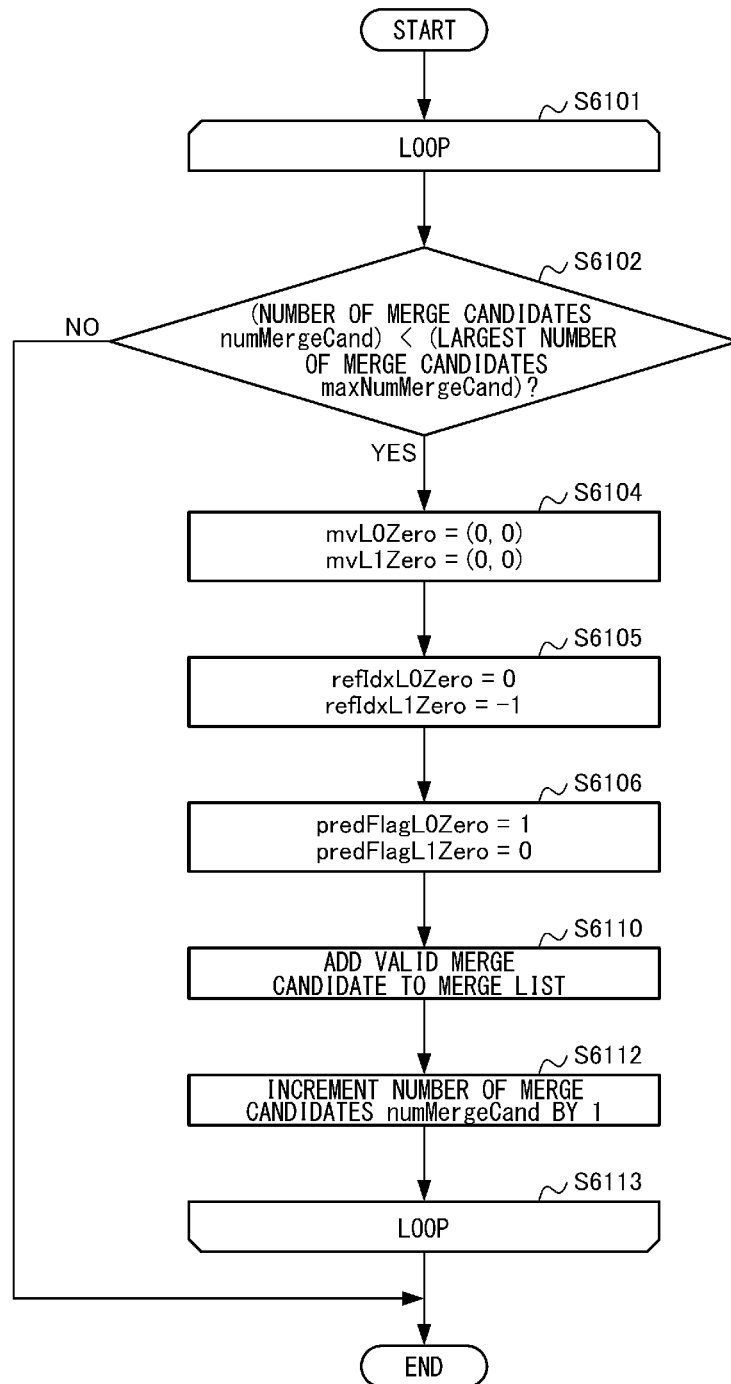 START
S6101
LOOP
S6102
(NUMBER OF MERGE CANDIDATES
numMergeCand) < (LARGEST NUMBER
OF MERGE CANDIDATES
maxNumMergeCand)?
NO
YES
S6104
mvL0Zero = (0, 0)
mvL1Zero = (0, 0)
S6105
refIdxL0Zero = 0
refIdxL1Zero = -1
S6106
predFlagL0Zero = 1
predFlagL1Zero = 0
S6110
ADD VALID MERGE
CANDIDATE TO MERGE LIST
S6112
INCREMENT NUMBER OF MERGE
CANDIDATES numMergeCand BY 1
S6113
LOOP
END